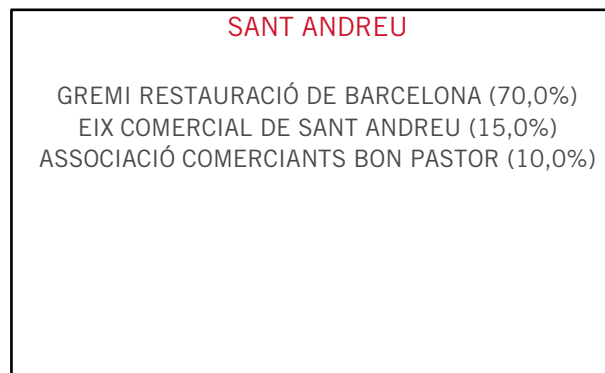 SANT ANDREU
GREMI RESTAURACIÓ DE BARCELONA (70,0%)
EIX COMERCIAL DE SANT ANDREU (15,0%)
ASSOCIACIÓ COMERCIANTS BON PASTOR (10,0%)